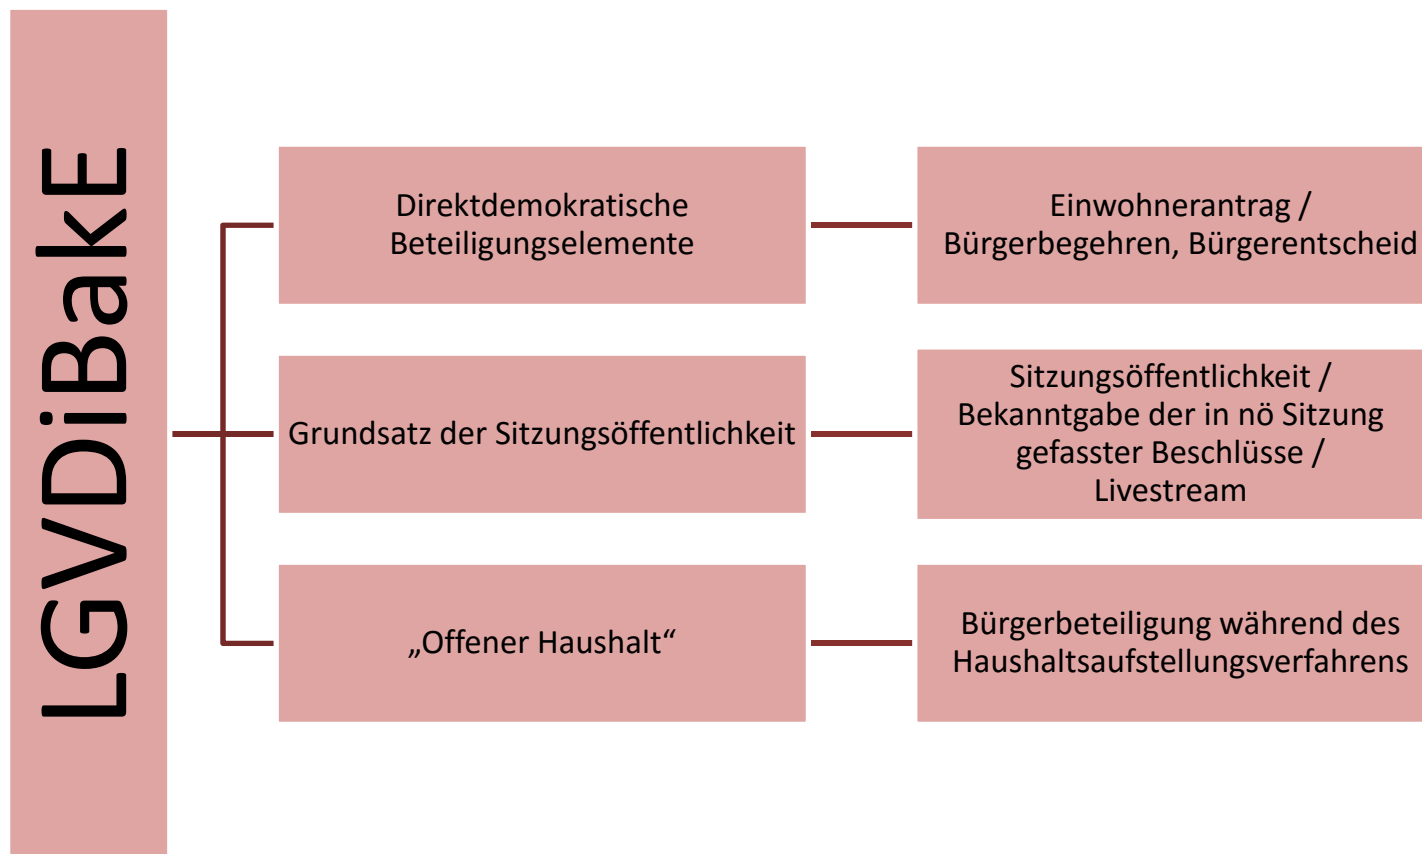 LGVDiBakE
Direktdemokratische
Beteiligungselemente
Einwohnerantrag /
Bürgerbegehren, Bürgerentscheid
Grundsatz der Sitzungsöffentlichkeit
Sitzungsöffentlichkeit /
Bekanntgabe der in nö Sitzung
gefasster Beschlüsse /
Livestream
„Offener Haushalt“
Bürgerbeteiligung während des
Haushaltsaufstellungsverfahrens